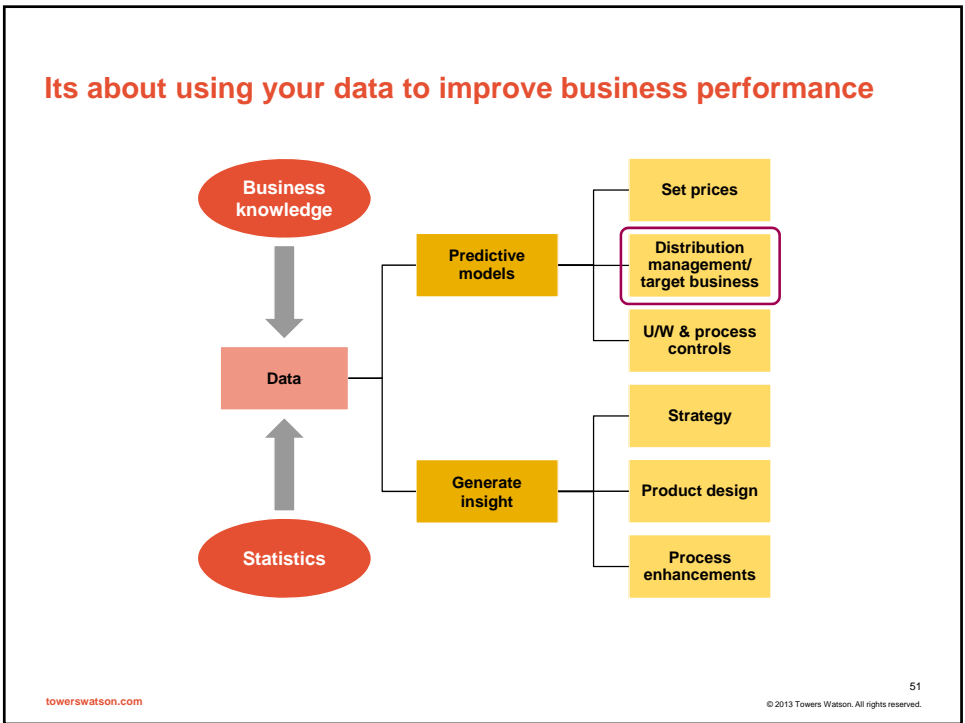 Its about using your data to improve business performance
Business
knowledge
Data
Statistics
Predictive
models
Generate
insight
Set prices
Distribution
management/
target business
U/W & process
controls
Strategy
Product design
Process
enhancements
towerswatson.com
51
© 2013 Towers Watson. All rights reserved.